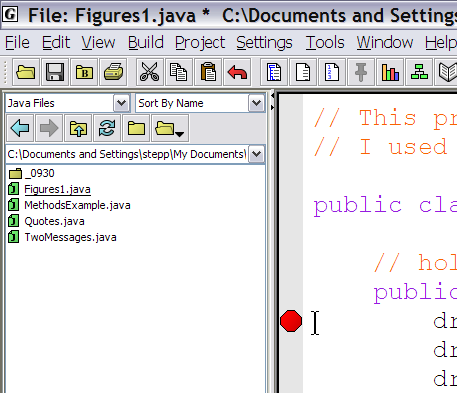 File: Figures1.java *  C:\Documents and Settings
File Edit View Build Project Settings Tools Window Help
Java Files Sort By Name
C:\Documents and Settings\stepp\My Documents\
_0930
Figures1.java
MethodsExample.java
Quotes.java
TwoMessages.java
// This pr
// I used
public cla
// hol
public
dr
dr
dr